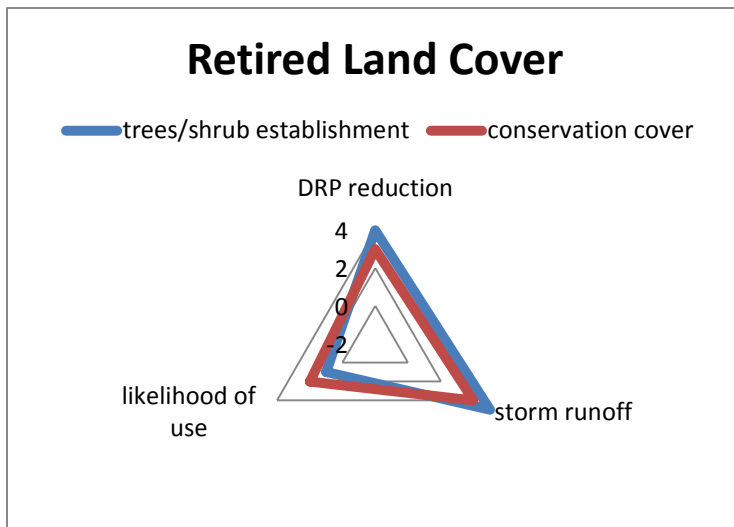 Retired Land Cover
trees/shrub establishment
conservation cover
DRP reduction
4
2
0
-2
likelihood of
use
storm runoff